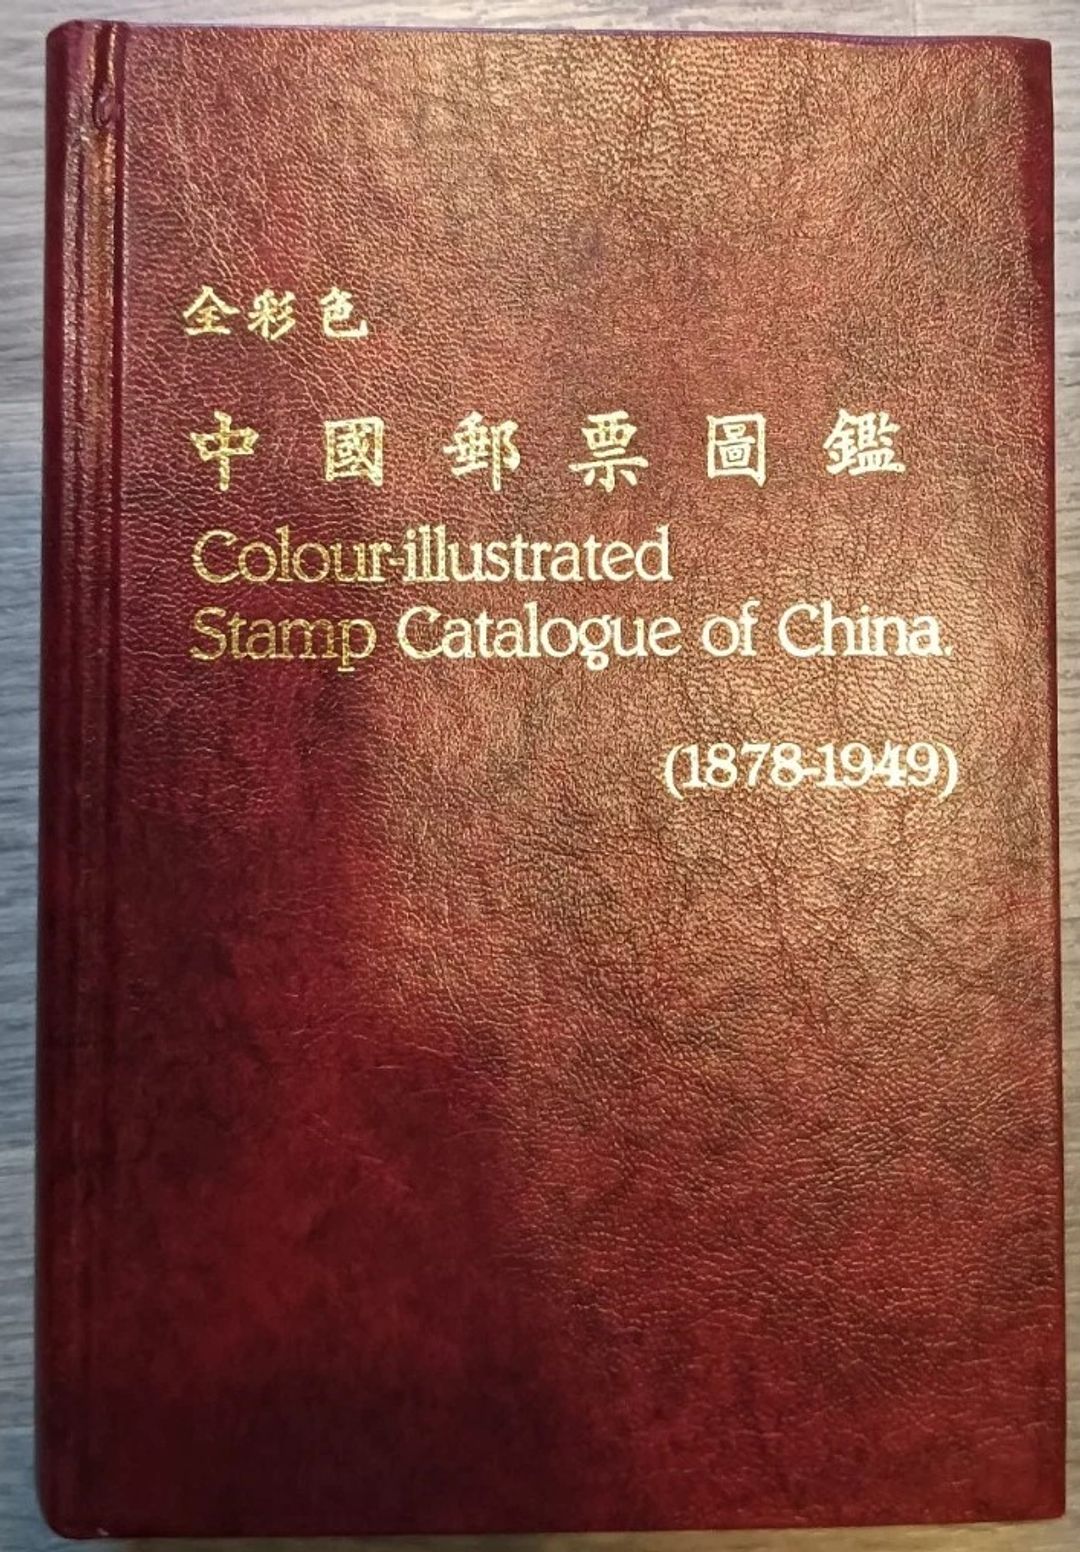 全彩色
中國郵票圖鑑
Colour-illustrated
Stamp Catalogue of China.
(1878-1949)